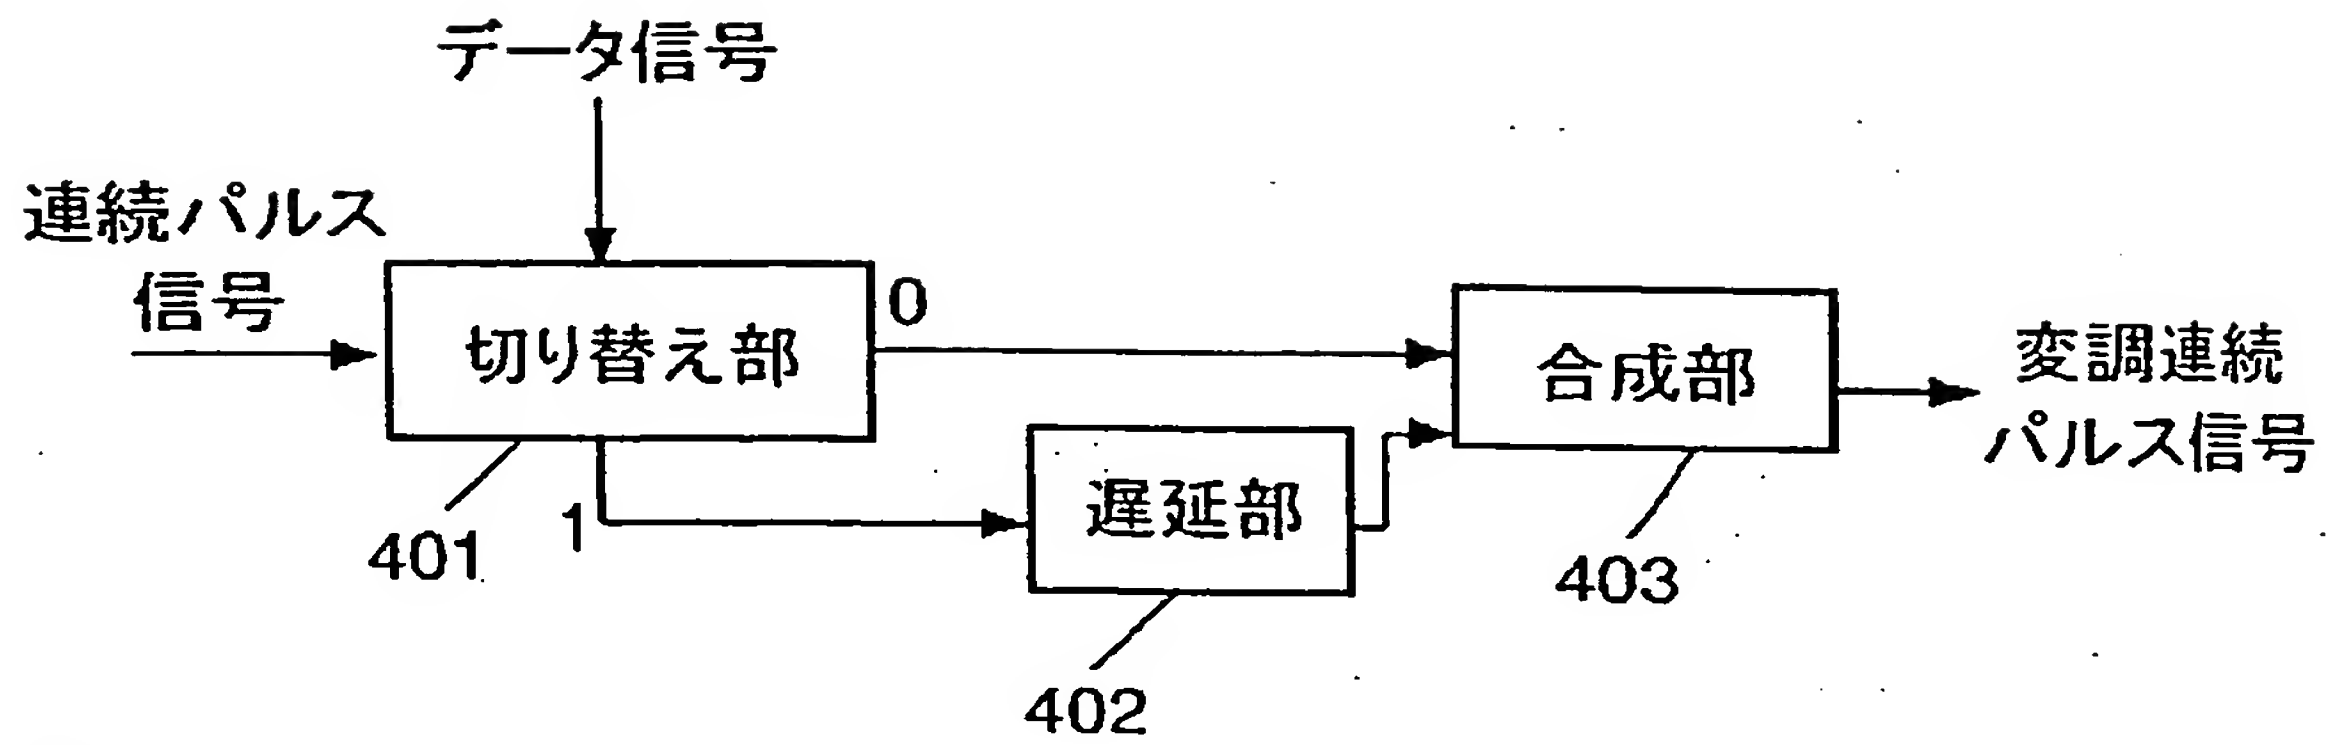 データ信号
連続パルス
信号
切り替え部
0
合成部
変調連続
パルス信号
1
遅延部
401
403
402